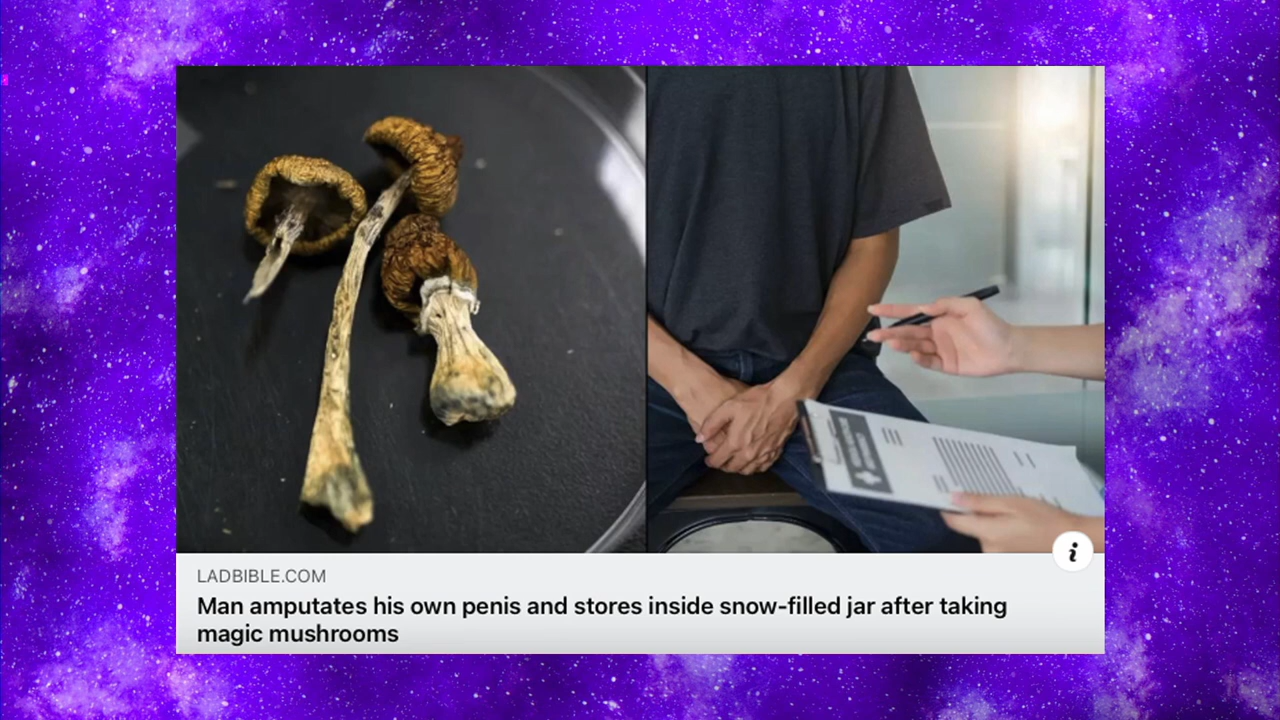 LADBIBLE.COM
Man amputates his own penis and stores inside snow-filled jar after taking
magic mushrooms